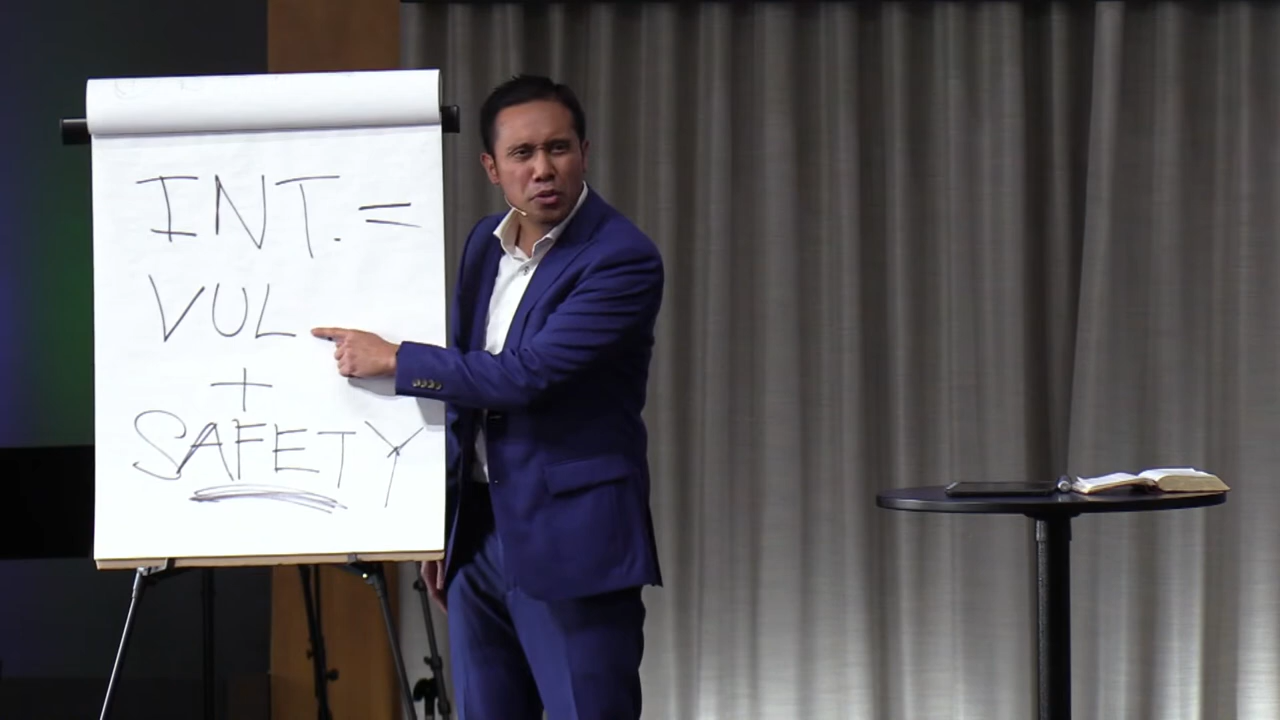 INT. =
VUL
+
SAFETY